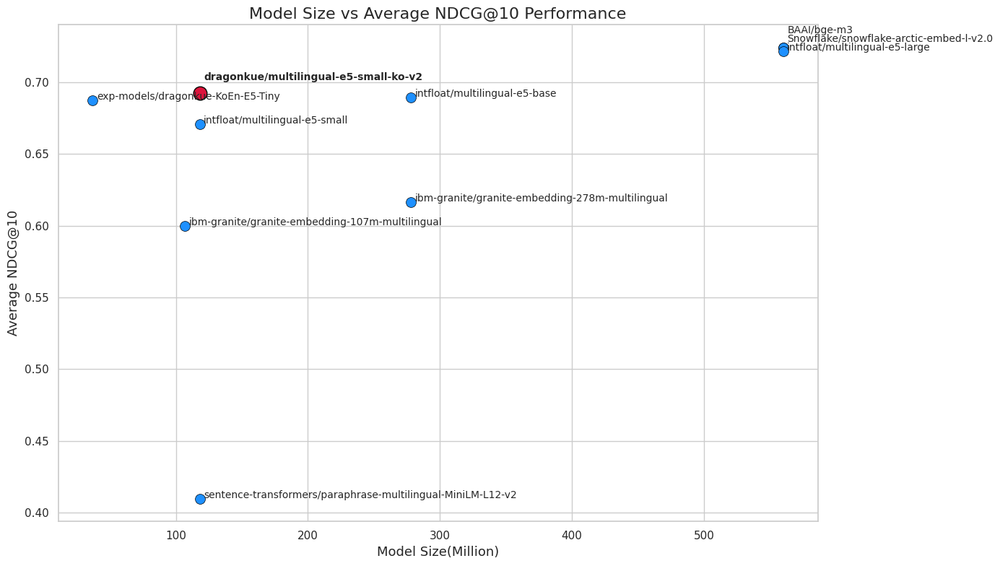 Model Size vs Average NDCG@10 Performance
BAAI/bge-m3
Snowflake/snowflake-arctic-embed-l-v2.0
intfloat/multilingual-e5-large
dragonkue/multilingual-e5-small-ko-v2
exp-models/dragonkue-KoEn-E5-Tiny
intfloat/multilingual-e5-base
intfloat/multilingual-e5-small
ibm-granite/granite-embedding-278m-multilingual
ibm-granite/granite-embedding-107m-multilingual
sentence-transformers/paraphrase-multilingual-MiniLM-L12-v2
Average NDCG@10
0.70
0.65
0.60
0.55
0.50
0.45
0.40
100
200
300
400
500
Model Size(Million)